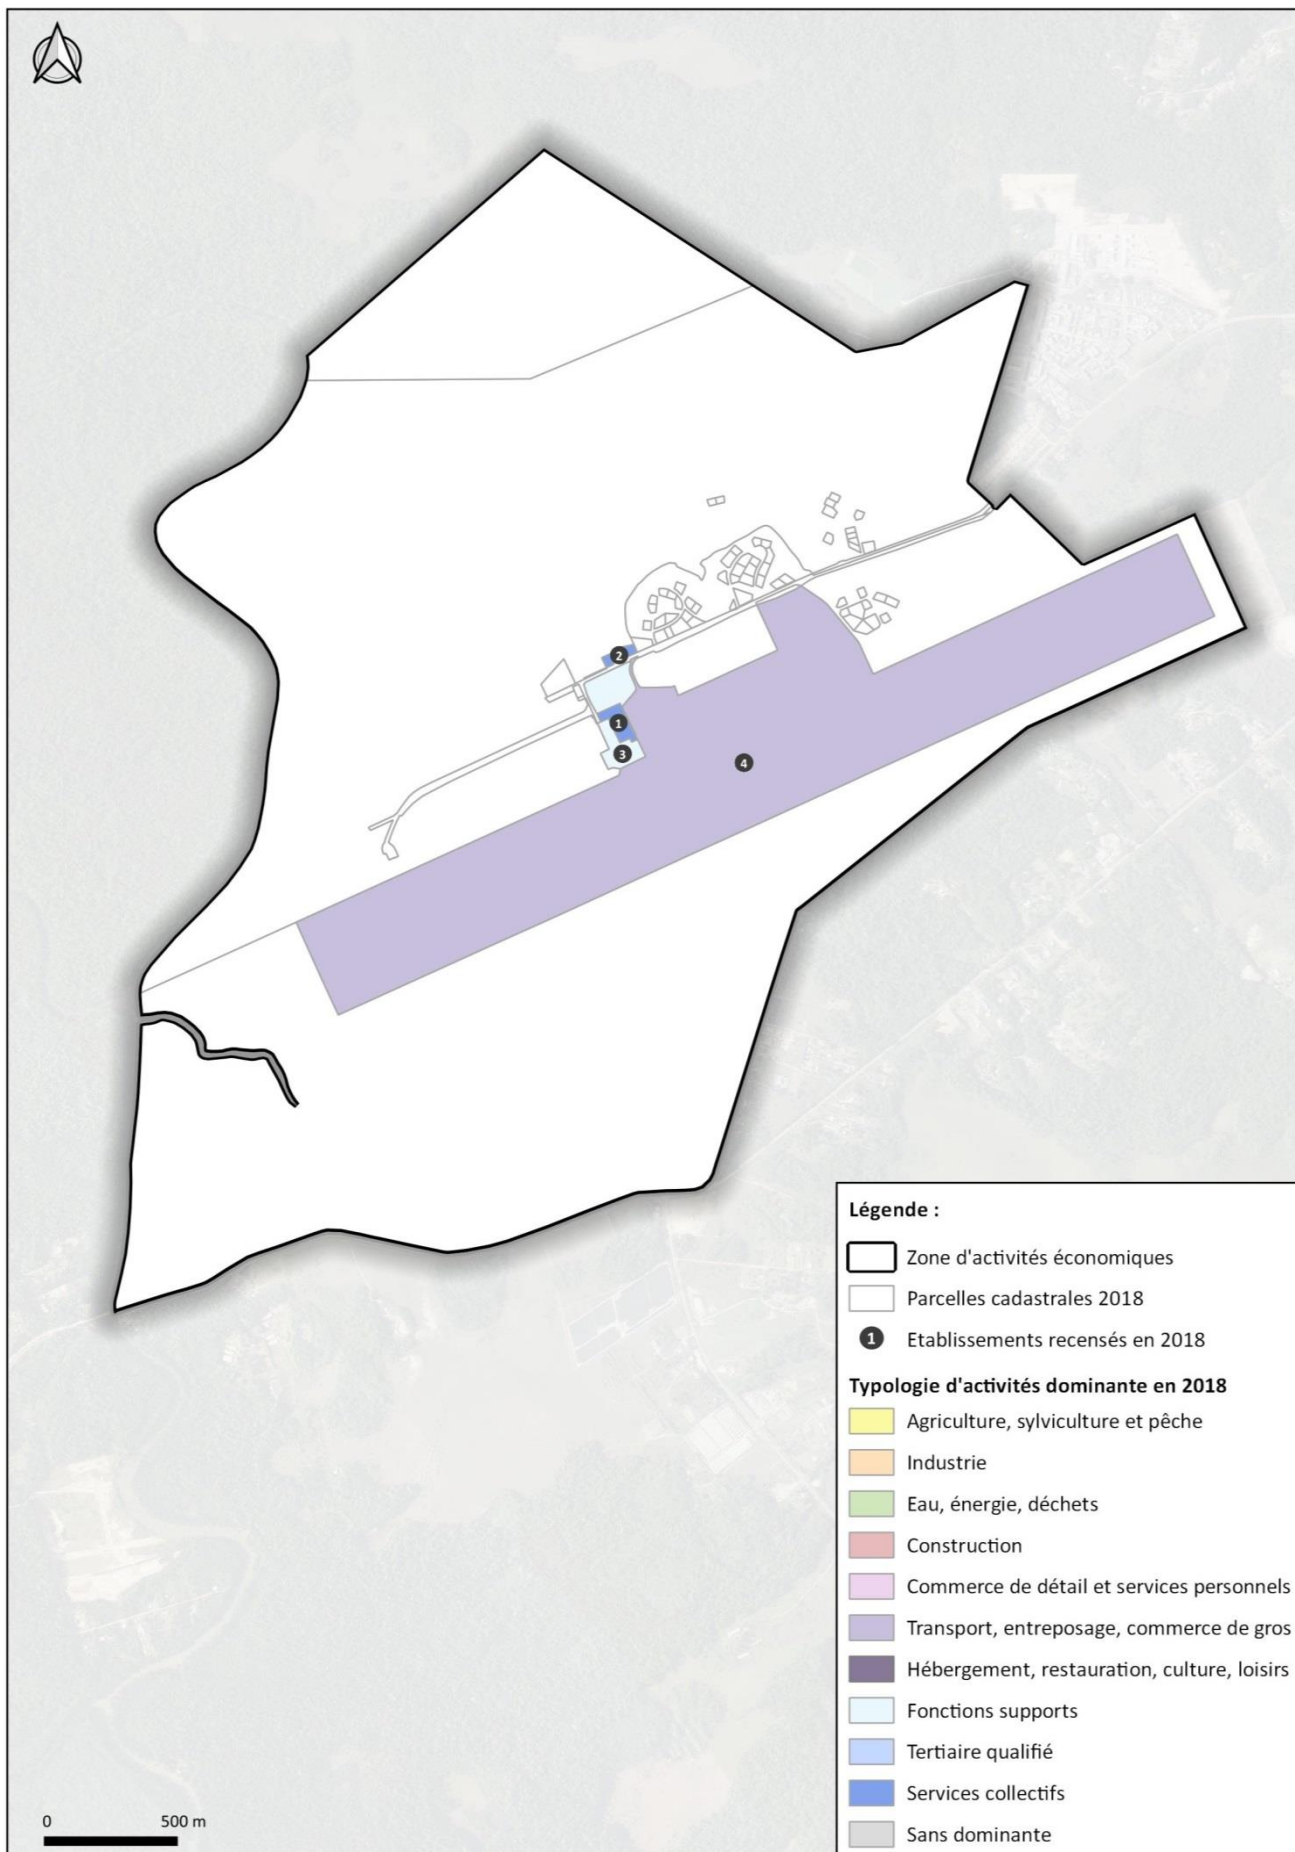 2
1
3
4
Légende :
Zone d'activités économiques
Parcelles cadastrales 2018
1 Etablissements recensés en 2018
Typologie d'activités dominante en 2018
Agriculture, sylviculture et pêche
Industrie
Eau, énergie, déchets
Construction
Commerce de détail et services personnels
Transport, entreposage, commerce de gros
Hébergement, restauration, culture, loisirs
Fonctions supports
Tertiaire qualifié
Services collectifs
Sans dominante
0 500 m